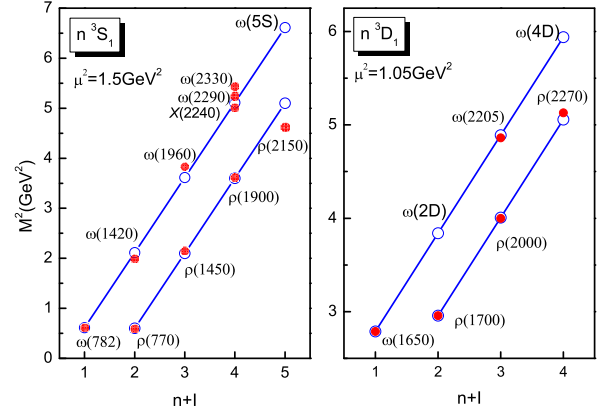 n ³S₁
μ²=1.5GeV²
ω(5S)
ω(2330)
ω(2290)
X(2240)
ω(1960)
ρ(2150)
ω(1420)
ρ(1900)
ρ(1450)
ω(782)
ρ(770)
M²(GeV²)
7
6
5
4
3
2
1
0
1 2 3 4 5
n+I
n ³D₁
μ²=1.05GeV²
ω(4D)
ρ(2270)
ω(2205)
ω(2D)
ρ(2000)
ρ(1700)
ω(1650)
6
5
4
3
1 2 3 4
n+I